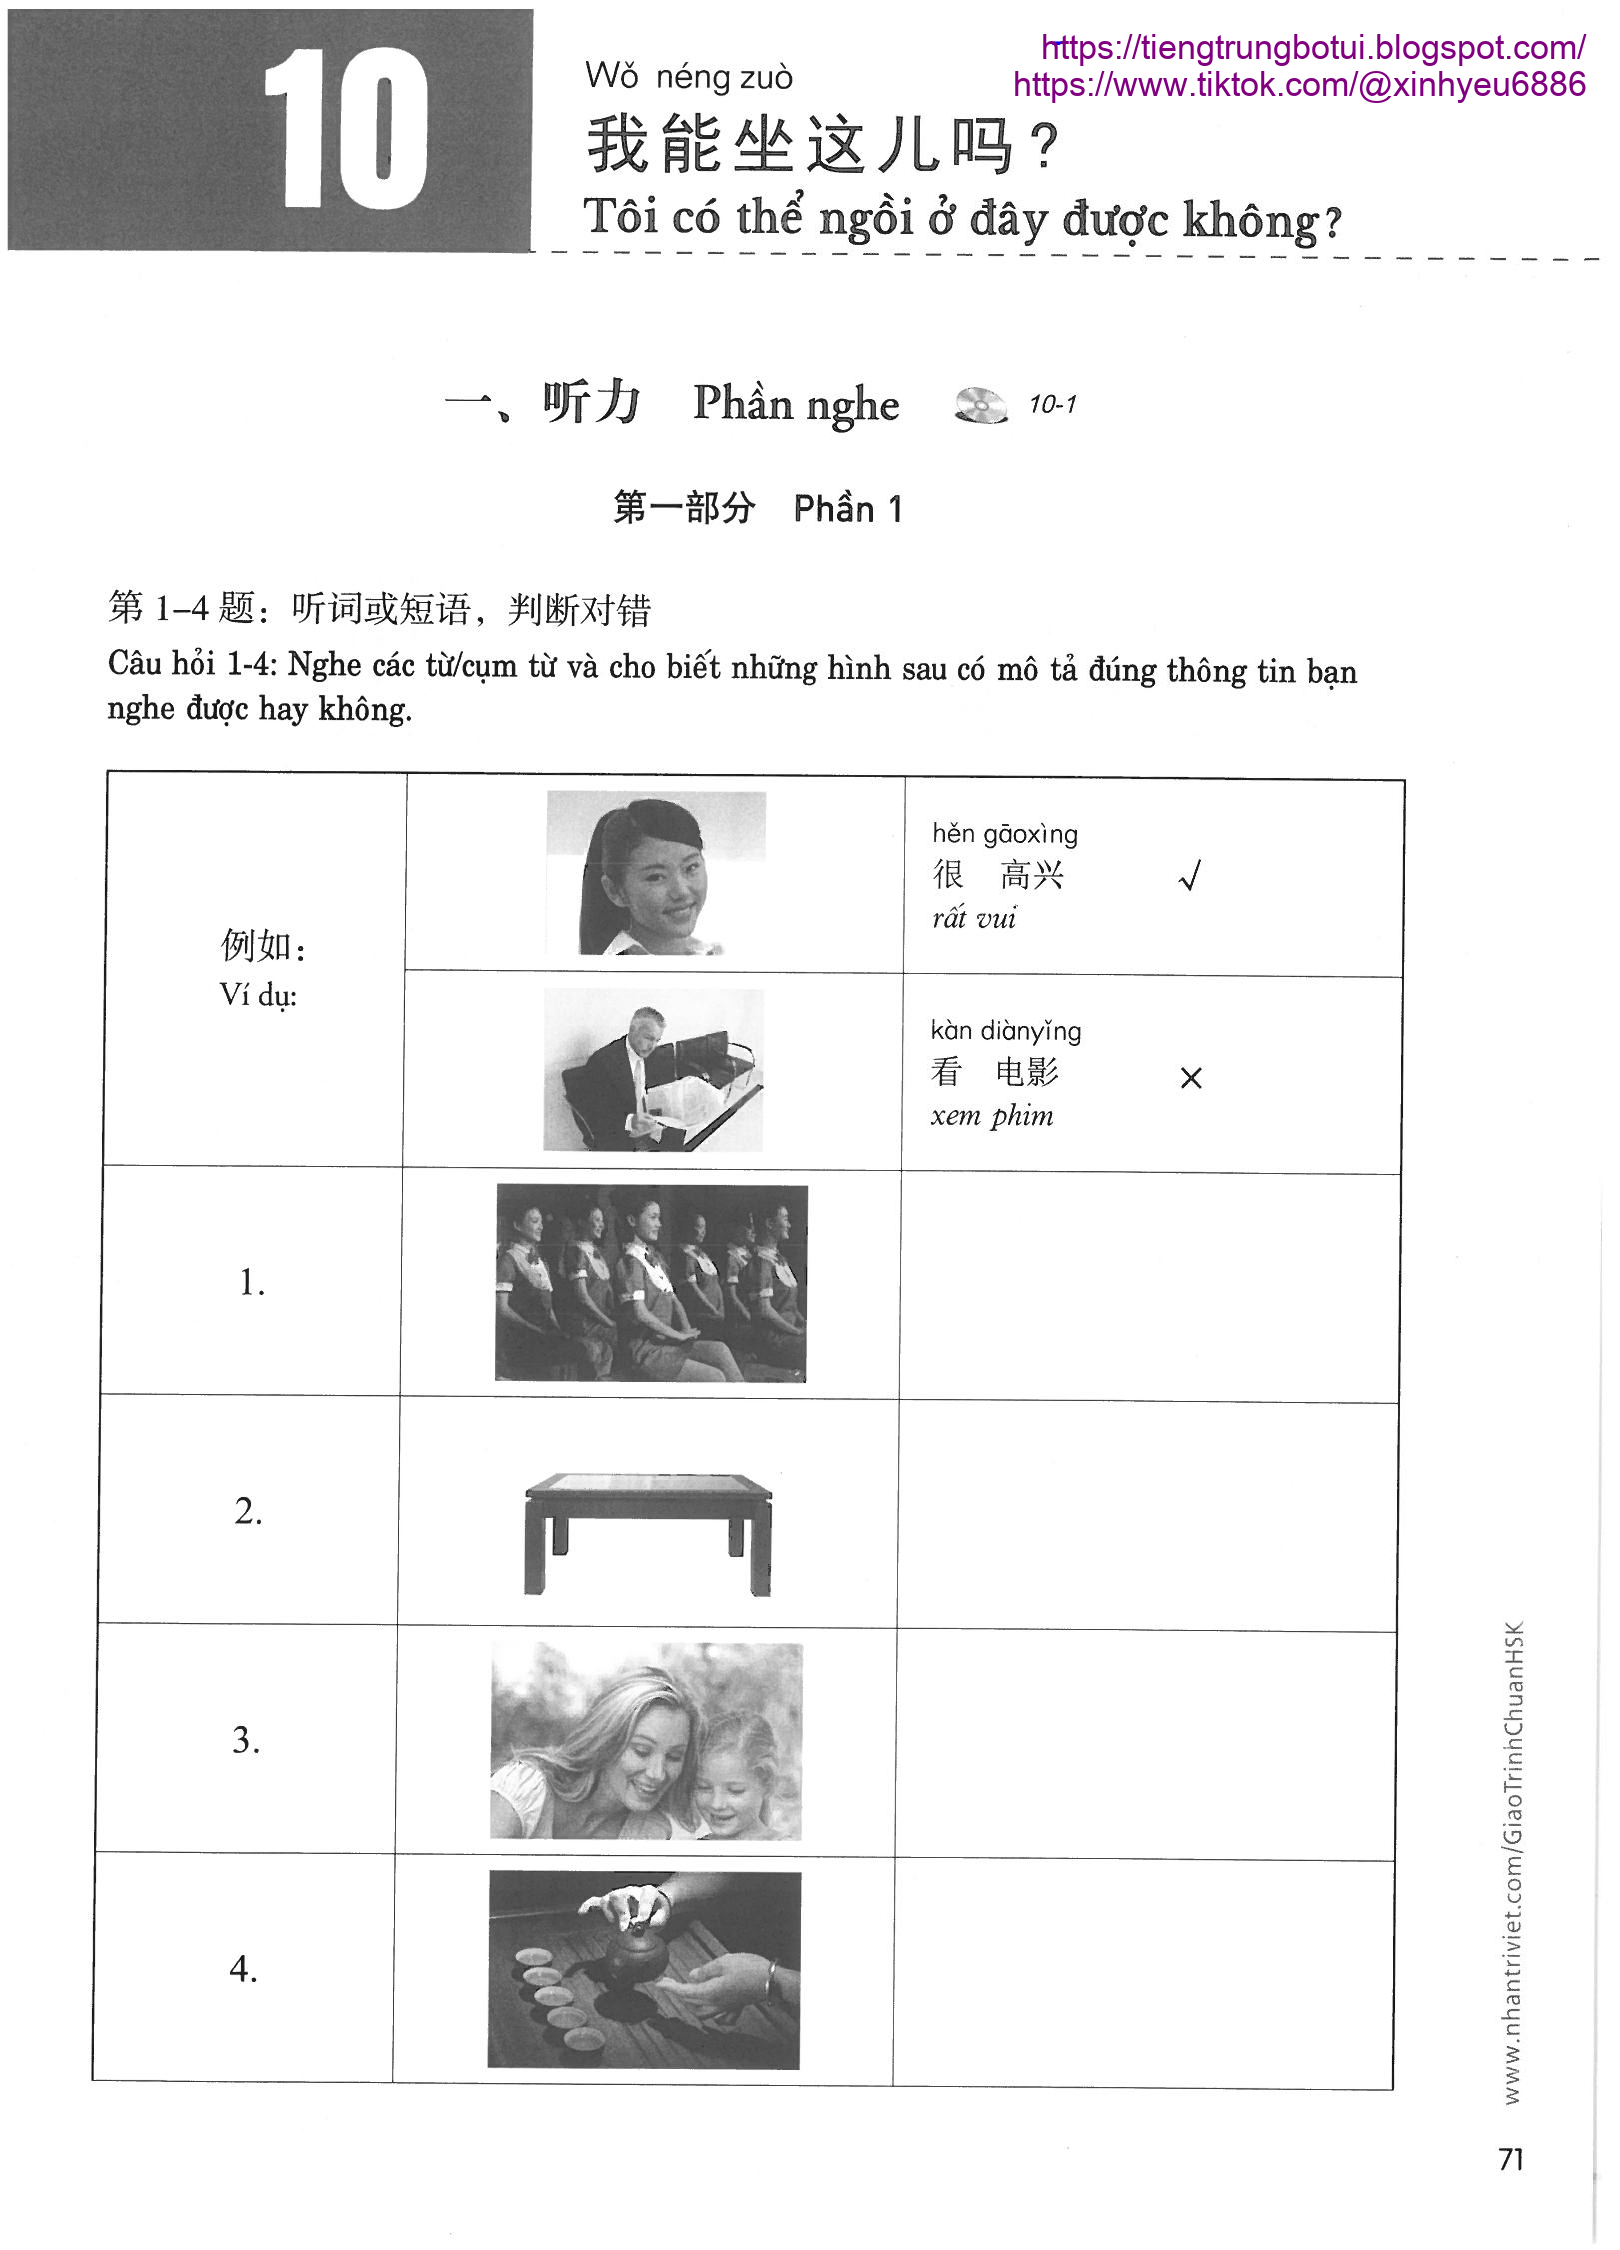 https://tiengtrungbotui.blogspot.com/
https://www.tiktok.com/@xinhyeu6886
10
Wǒ néng zuò
我能坐这儿吗？
Tôi có thể ngồi ở đây được không?
一、听力 Phần nghe 10-1
第一部分 Phần 1
第 1–4 题：听词或短语，判断对错
Câu hỏi 1-4: Nghe các từ/cụm từ và cho biết những hình sau có mô tả đúng thông tin bạn
nghe được hay không.
例如：
Ví dụ:
hěn gāoxìng
很 高兴 √
rất vui
kàn diànyǐng
看 电影 ×
xem phim
1.
2.
3.
4.
www.nhantriviet.com/GiaoTrinhChuanHSK
71